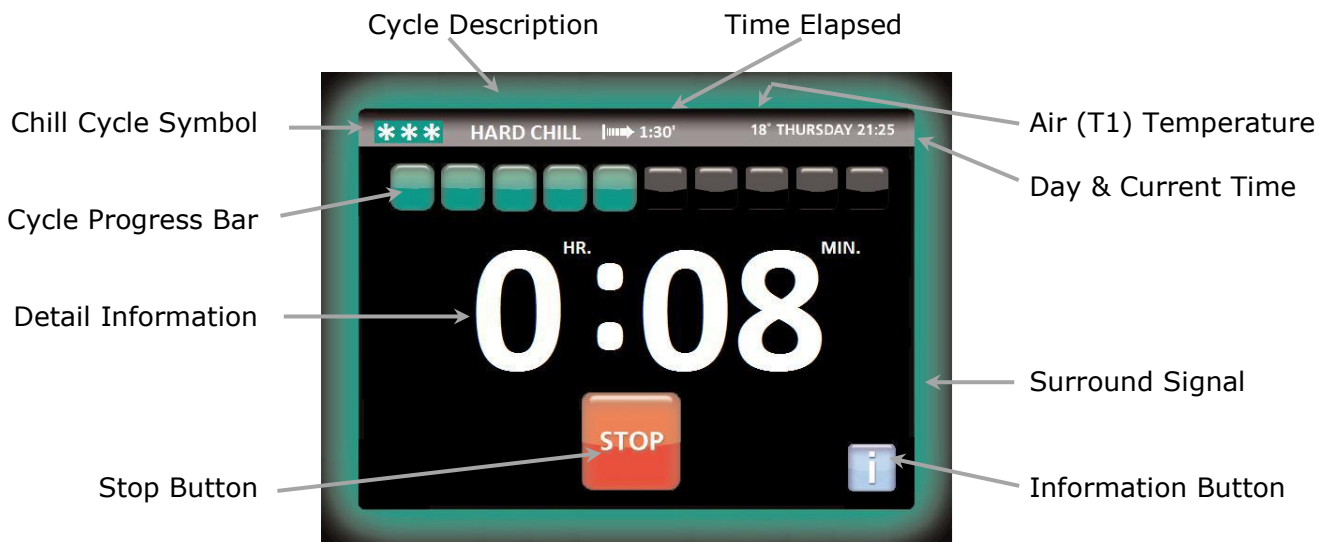 Cycle Description
Time Elapsed
Chill Cycle Symbol
*** HARD CHILL 1:30' 18° THURSDAY 21:25
Air (T1) Temperature
Day & Current Time
Cycle Progress Bar
HR. MIN.
0:08
Detail Information
Surround Signal
STOP
Stop Button
i
Information Button